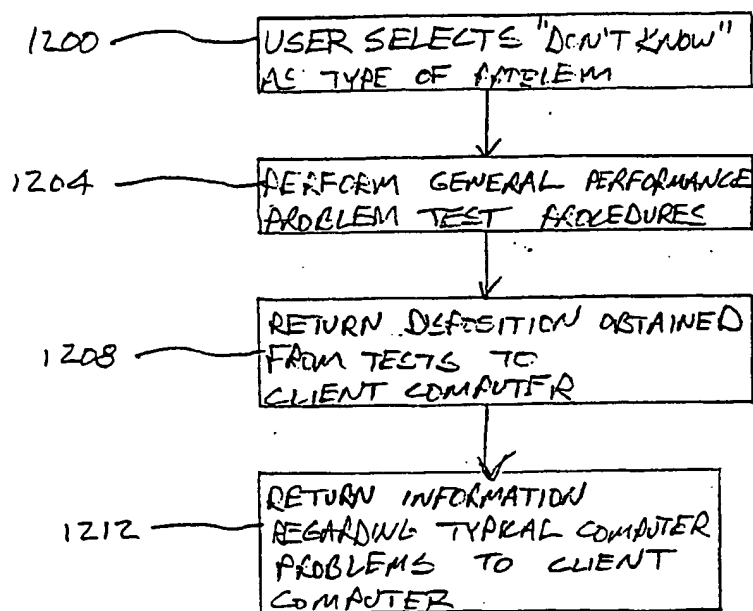 1200
USER SELECTS "DON'T KNOW"
AS TYPE OF PROBLEM
1204
PERFORM GENERAL PERFORMANCE
PROBLEM TEST PROCEDURES
1208
RETURN DISPOSITION OBTAINED
FROM TESTS TO
CLIENT COMPUTER
1212
RETURN INFORMATION
REGARDING TYPICAL COMPUTER
PROBLEMS TO CLIENT
COMPUTER